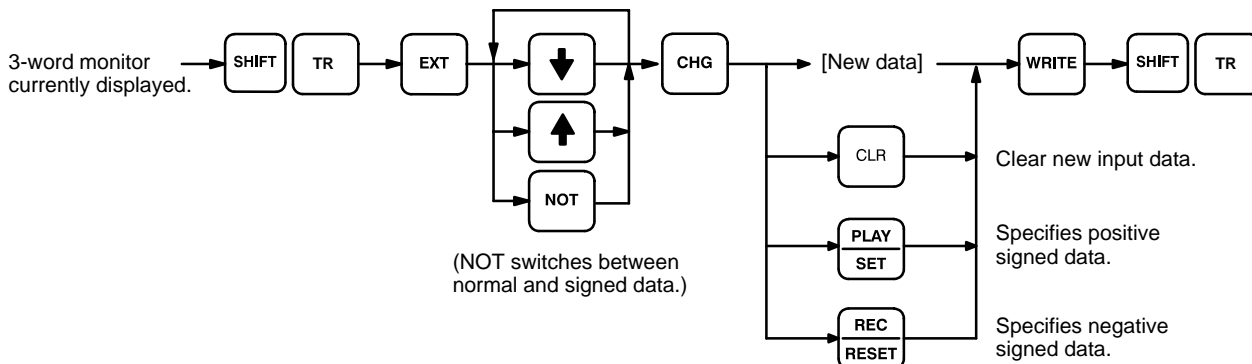 3-word monitor
currently displayed.
SHIFT
TR
EXT
CHG
[New data]
WRITE
SHIFT
TR
CLR
Clear new input data.
NOT
PLAY
SET
Specifies positive
signed data.
(NOT switches between
normal and signed data.)
REC
RESET
Specifies negative
signed data.